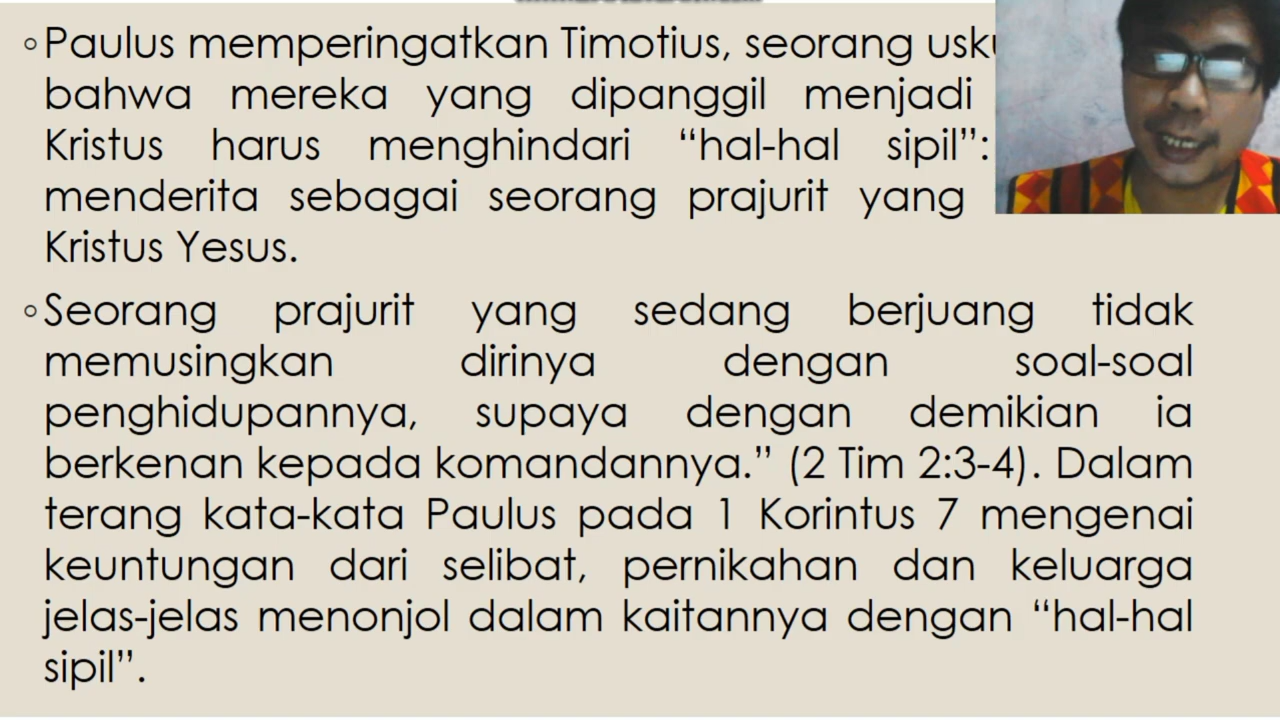 ◦Paulus memperingatkan Timotius, seorang
bahwa mereka yang dipanggil menjadi
Kristus harus menghindari “hal-hal sipil”:
menderita sebagai seorang prajurit yang
Kristus Yesus.
◦Seorang prajurit yang sedang berjuang tidak
memusingkan dirinya dengan soal-soal
penghidupannya, supaya dengan demikian ia
berkenan kepada komandannya.” (2 Tim 2:3-4). Dalam
terang kata-kata Paulus pada 1 Korintus 7 mengenai
keuntungan dari selibat, pernikahan dan keluarga
jelas-jelas menonjol dalam kaitannya dengan “hal-hal
sipil”.